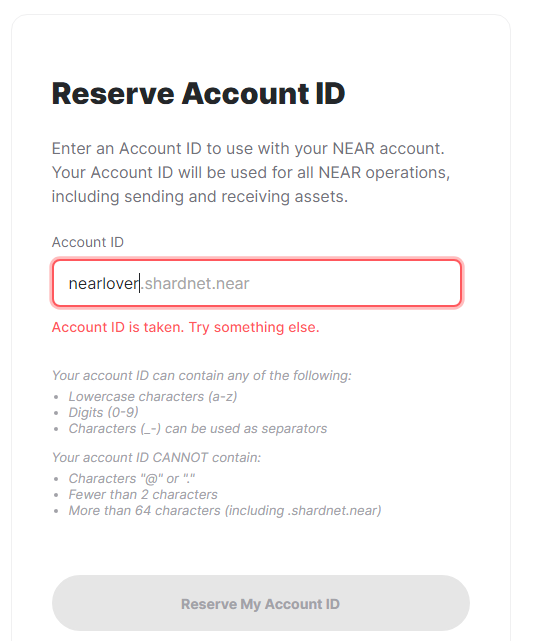 Reserve Account ID
Enter an Account ID to use with your NEAR account.
Your Account ID will be used for all NEAR operations,
including sending and receiving assets.
Account ID
nearlover.shardnet.near
Account ID is taken. Try something else.
Your account ID can contain any of the following:
• Lowercase characters (a-z)
• Digits (0-9)
• Characters (_-) can be used as separators
Your account ID CANNOT contain:
• Characters "@" or "."
• Fewer than 2 characters
• More than 64 characters (including .shardnet.near)
Reserve My Account ID